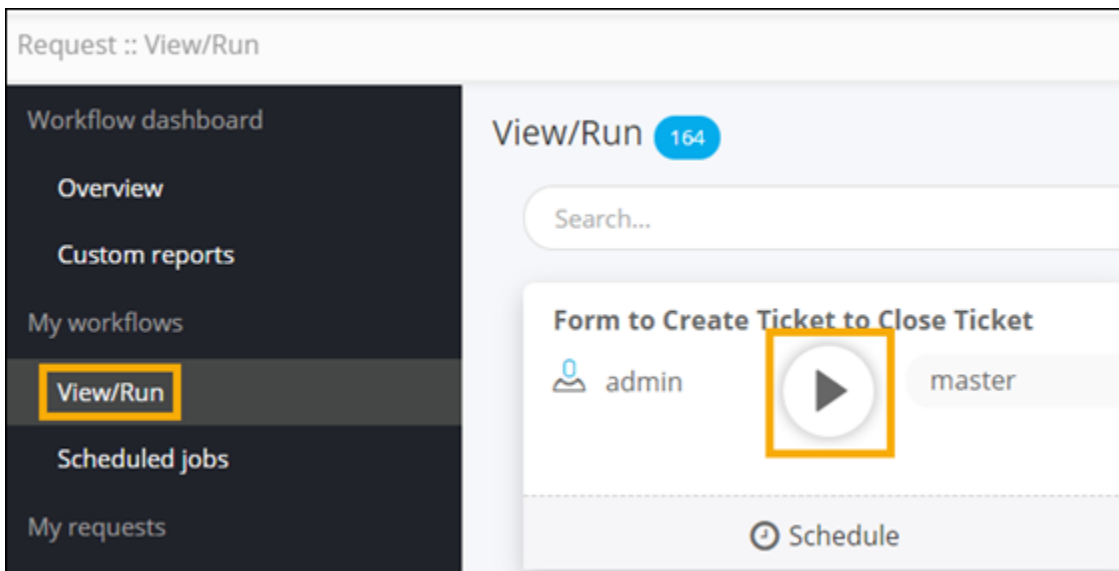 Request :: View/Run
Workflow dashboard
Overview
Custom reports
My workflows
View/Run
Scheduled jobs
My requests
View/Run 164
Search...
Form to Create Ticket to Close Ticket
admin
master
Schedule